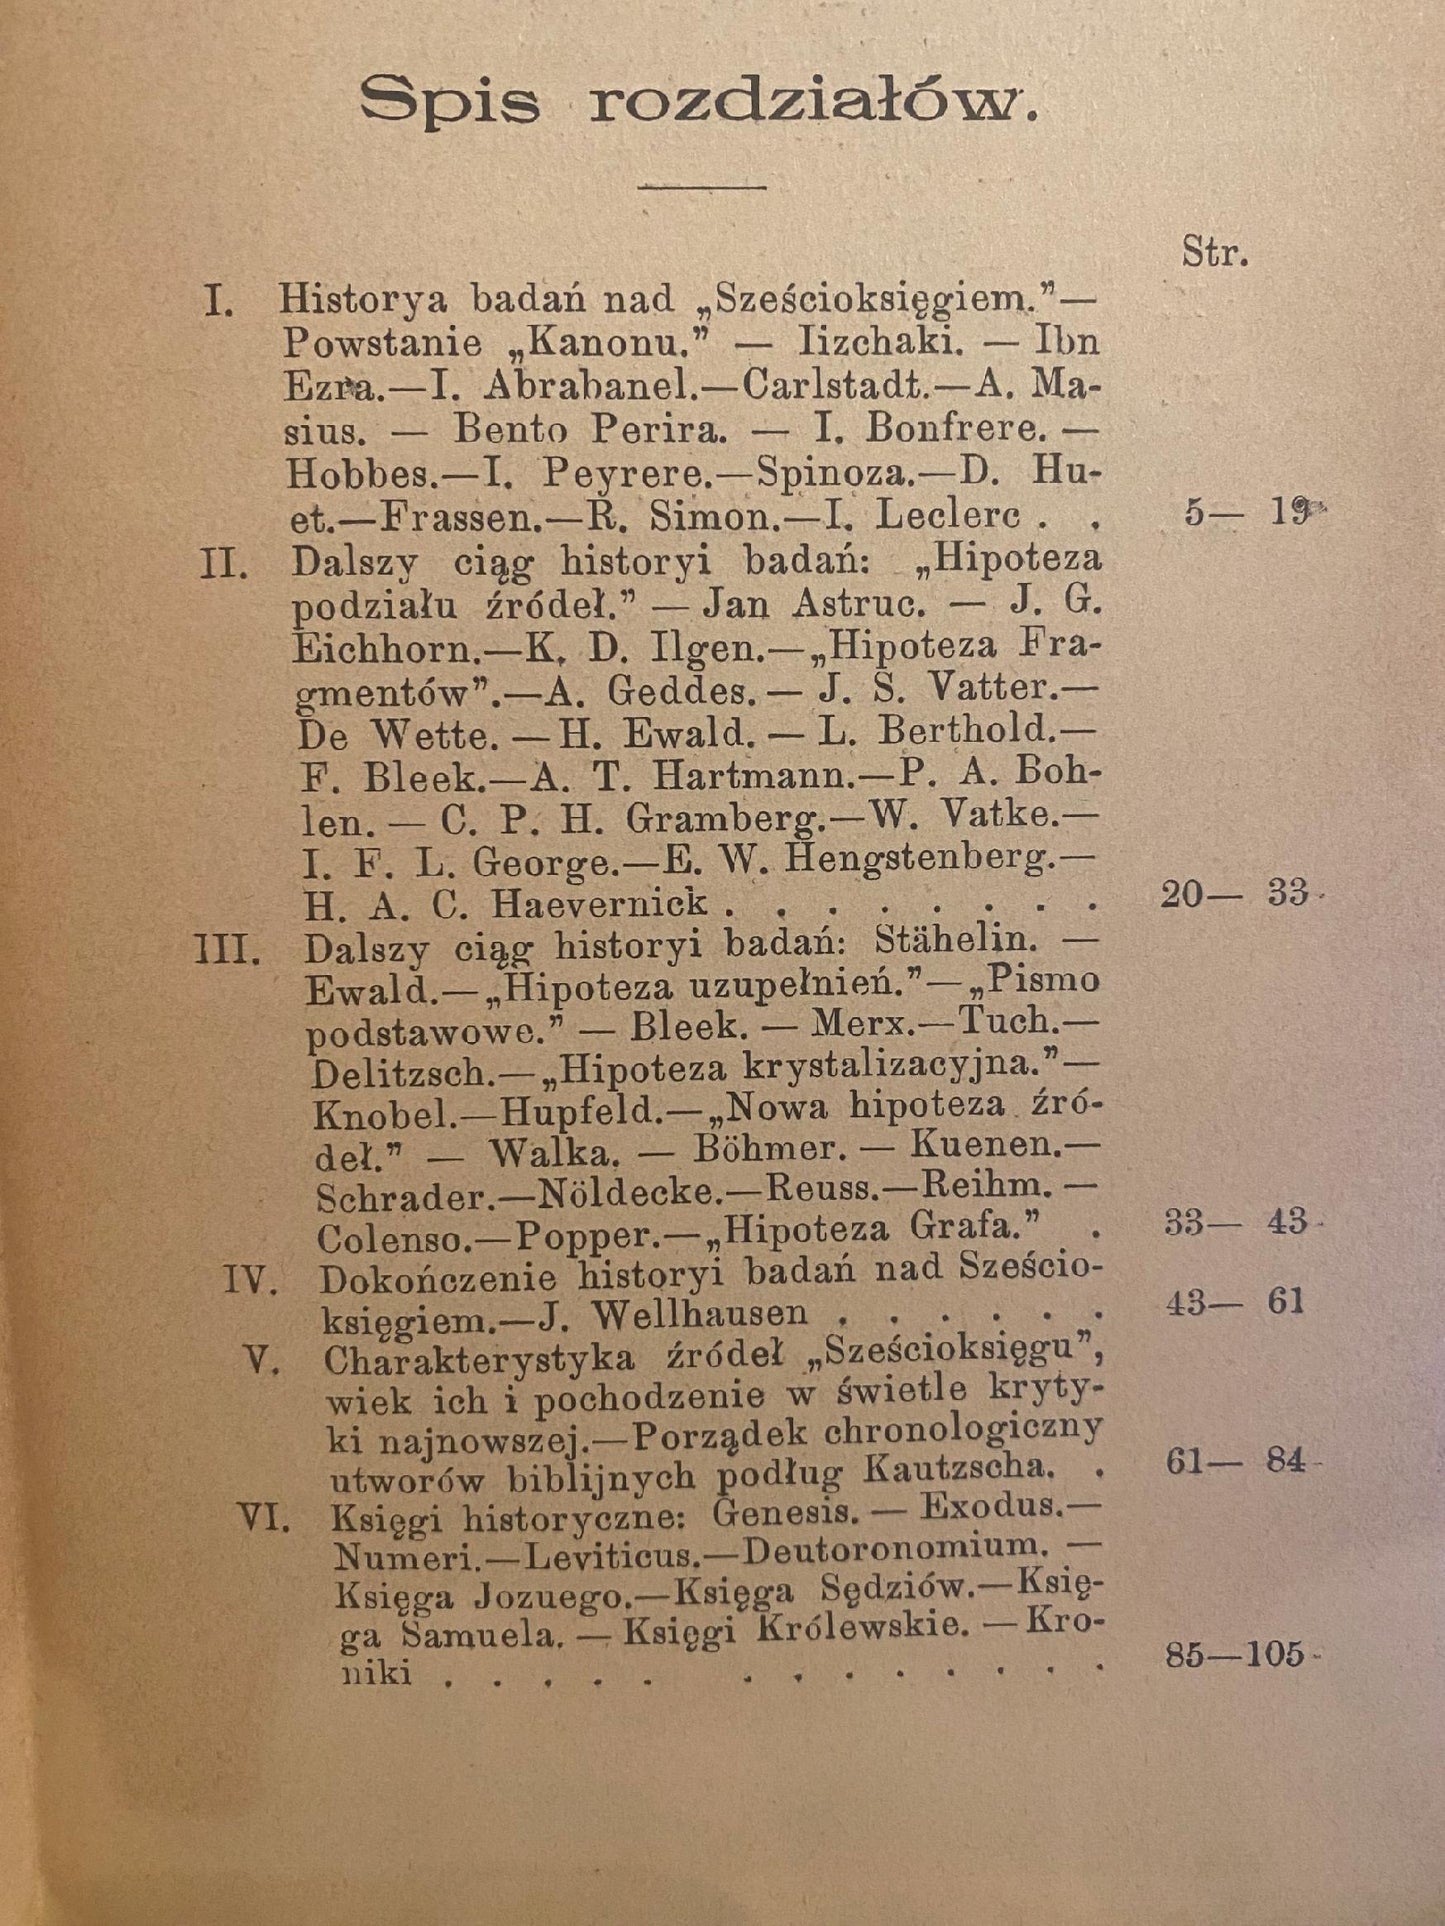 Spis rozdziałów.
Str.
I. Historya badań nad „Sześcioksięgiem.”—
Powstanie „Kanonu.” — Iizchaki. — Ibn
Ezra.—I. Abrabanel.—Carlstadt.—A. Ma-
sius. — Bento Perira. — I. Bonfrere. —
Hobbes.—I. Peyrere.—Spinoza.—D. Hu-
et.—Frassen.—R. Simon.—I. Leclerc . . 5— 19
II. Dalszy ciąg historyi badań: „Hipoteza
podziału źródeł.” — Jan Astruc. — J. G.
Eichhorn.—K. D. Ilgen.—„Hipoteza Fra-
gmentów”.—A. Geddes. — J. S. Vatter.—
De Wette. — H. Ewald. — L. Berthold.—
F. Bleek.—A. T. Hartmann.—P. A. Boh-
len. — C. P. H. Gramberg.—W. Vatke.—
I. F. L. George.—E. W. Hengstenberg.—
H. A. C. Haevernick . . . . . . . . 20— 33
III. Dalszy ciąg historyi badań: Stähelin. —
Ewald.—„Hipoteza uzupełnień.”—„Pismo
podstawowe.” — Bleek. — Merx.—Tuch.—
Delitzsch.—„Hipoteza krystalizacyjna.”—
Knobel.—Hupfeld.—„Nowa hipoteza źró-
deł.” — Walka. — Böhmer. — Kuenen.—
Schrader.—Nöldecke.—Reuss.—Reihm. —
Colenso.—Popper.—„Hipoteza Grafa.” . 33— 43
IV. Dokończenie historyi badań nad Sześcio-
księgiem.—J. Wellhausen . . . . . . 43— 61
V. Charakterystyka źródeł „Sześcioksięgu”,
wiek ich i pochodzenie w świetle kryty-
ki najnowszej.—Porządek chronologiczny
utworów biblijnych podług Kautzscha. . 61— 84
VI. Księgi historyczne: Genesis. — Exodus.—
Numeri.—Leviticus.—Deutoronomium. —
Księga Jozuego.—Księga Sędziów.—Księ-
ga Samuela. — Księgi Królewskie. — Kro-
niki . . . . . . . . . . . . . 85—105